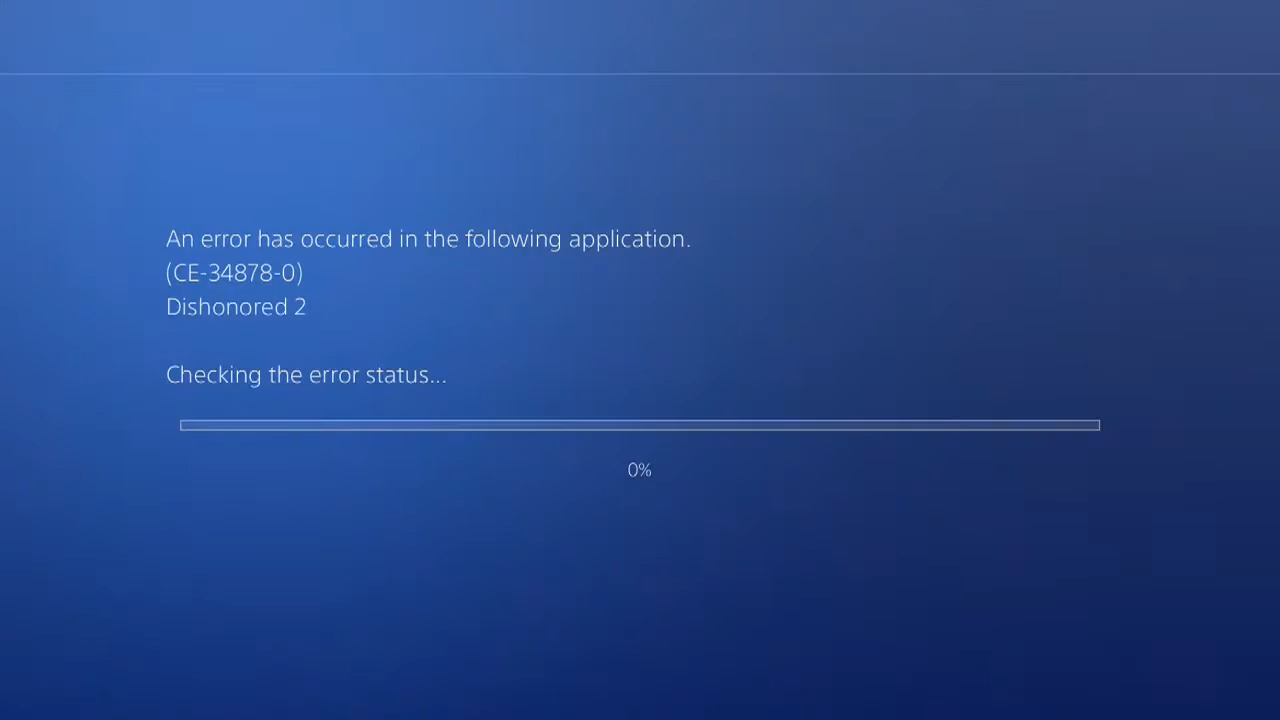 An error has occurred in the following application.
(CE-34878-0)
Dishonored 2
Checking the error status...
0%